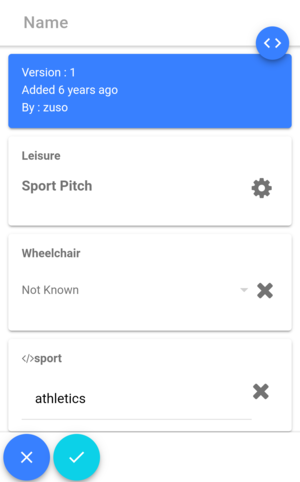 Name
Version : 1
Added 6 years ago
By : zuso
Leisure
Sport Pitch
Wheelchair
Not Known
</>sport
athletics